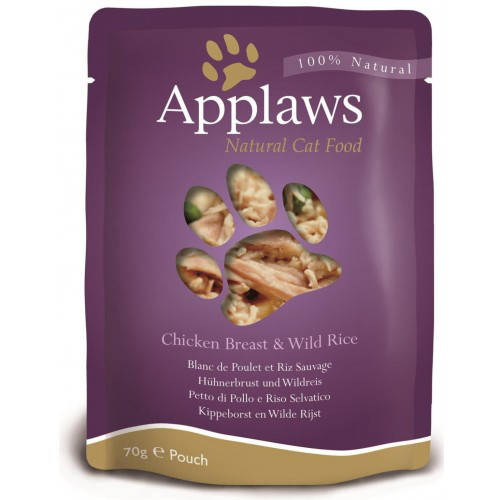 100% Natural
Applaws
Natural Cat Food
Chicken Breast & Wild Rice
Blanc de Poulet et Riz Sauvage
Hühnerbrust und Wildreis
Petto di Pollo e Riso Selvatico
Kippeborst en Wilde Rijst
70g ℮ Pouch